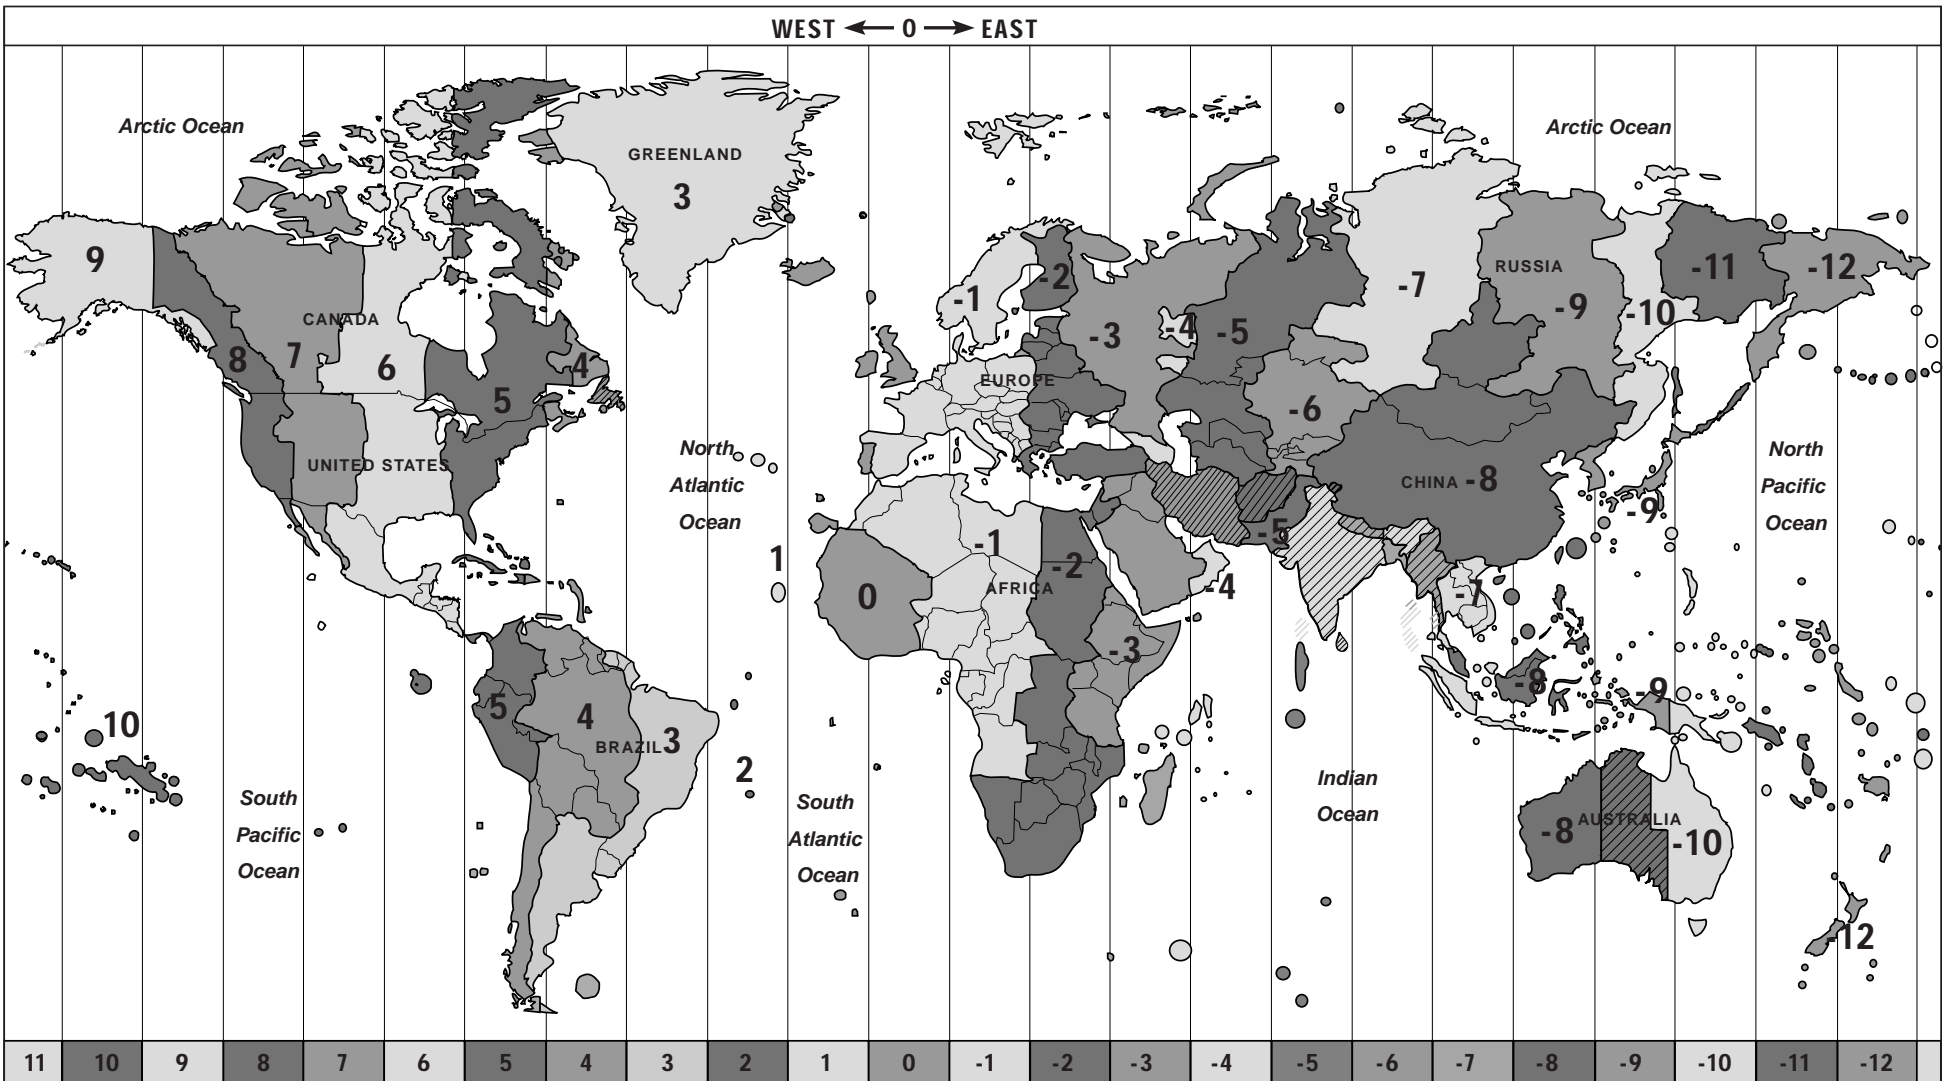 WEST ← 0 → EAST
Arctic Ocean
Arctic Ocean
GREENLAND
3
9
-2
-11
-12
RUSSIA
-7
-1
-9
-10
CANADA
-3
-4
-5
8
7
6
4
EUROPE
5
-6
North
Atlantic
Ocean
UNITED STATES
CHINA -8
North
Pacific
Ocean
-9
-5
1
-1
-2
AFRICA
0
-4
-7
-3
5
4
BRAZIL 3
-8
-9
10
2
South
Pacific
Ocean
South
Atlantic
Ocean
Indian
Ocean
-8
AUSTRALIA
-10
-12
11 10 9 8 7 6 5 4 3 2 1 0 -1 -2 -3 -4 -5 -6 -7 -8 -9 -10 -11 -12